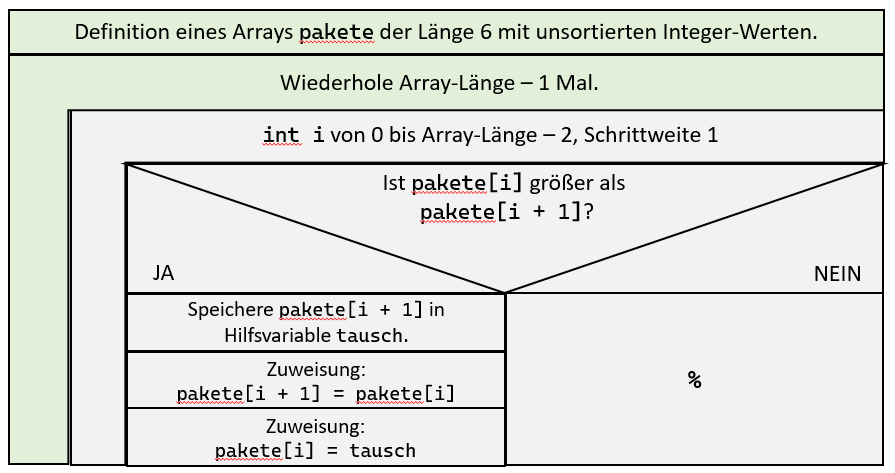 Definition eines Arrays pakete der Länge 6 mit unsortierten Integer-Werten.
Wiederhole Array-Länge – 1 Mal.
int i von 0 bis Array-Länge – 2, Schrittweite 1
Ist pakete[i] größer als
pakete[i + 1]?
JA
NEIN
Speichere pakete[i + 1] in
Hilfsvariable tausch.
%
Zuweisung:
pakete[i + 1] = pakete[i]
Zuweisung:
pakete[i] = tausch